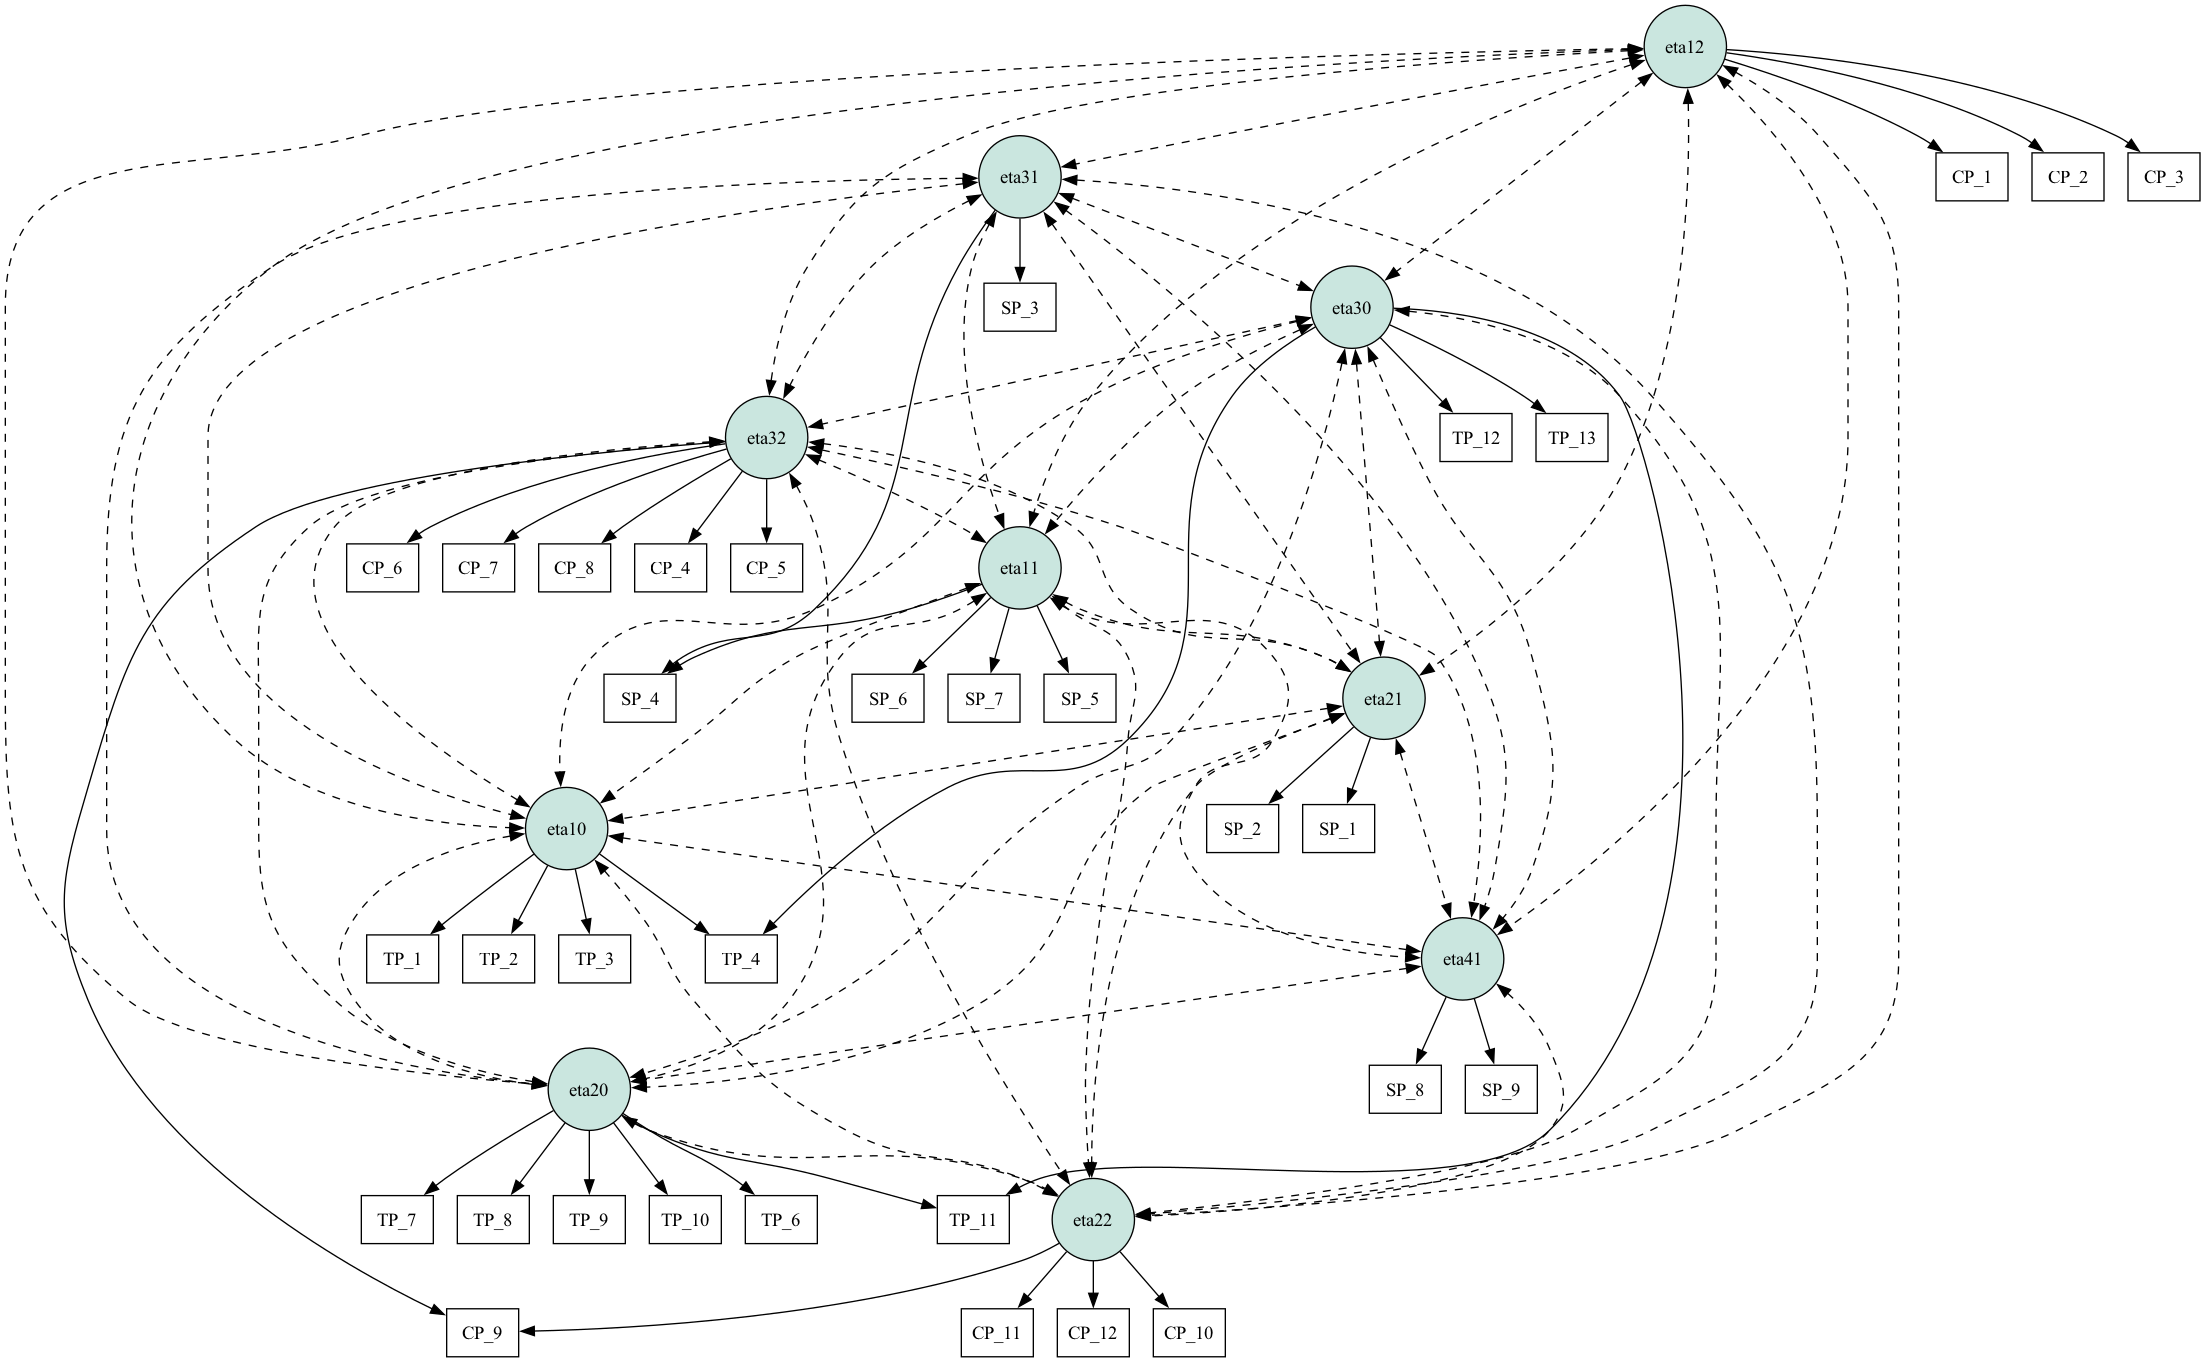 eta12
eta31
CP_1
CP_2
CP_3
SP_3
eta30
eta32
TP_12
TP_13
CP_6
CP_7
CP_8
CP_4
CP_5
eta11
SP_4
SP_6
SP_7
SP_5
eta21
eta10
SP_2
SP_1
TP_1
TP_2
TP_3
TP_4
eta41
eta20
SP_8
SP_9
TP_7
TP_8
TP_9
TP_10
TP_6
TP_11
eta22
CP_9
CP_11
CP_12
CP_10